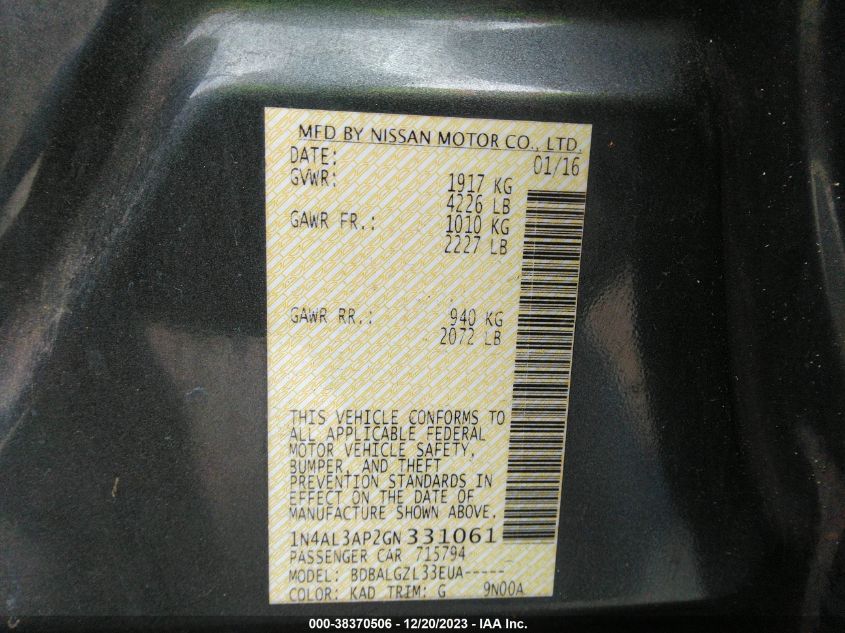 MFD BY NISSAN MOTOR CO., LTD.
DATE: 01/16
GVWR: 1917 KG
4226 LB
GAWR FR.: 1010 KG
2227 LB
GAWR RR.: 940 KG
2072 LB
THIS VEHICLE CONFORMS TO
ALL APPLICABLE FEDERAL
MOTOR VEHICLE SAFETY,
BUMPER, AND THEFT
PREVENTION STANDARDS IN
EFFECT ON THE DATE OF
MANUFACTURE SHOWN ABOVE.
1N4AL3AP2GN331061
PASSENGER CAR 715794
MODEL: BDBALGZL33EUA-----
COLOR: KAD TRIM: G 9N00A
000-38370506 - 12/20/2023 - IAA Inc.